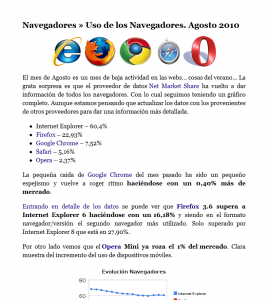 Navegadores » Uso de los Navegadores. Agosto 2010
El mes de Agosto es un mes de baja actividad en las webs... cosas del verano... La
grata sorpresa es que el proveedor de datos Net Market Share ha vuelto a dar
información de todos los navegadores. Con lo cual seguimos teniendo un gráfico
completo. Aunque estamos pensando que actualizar los datos con los provenientes
de otros proveedores para dar una información más detallada.
Internet Explorer – 60,4%
Firefox – 22,93%
Google Chrome – 7,52%
Safari – 5,16%
Opera – 2,37%
La pequeña caida de Google Chrome del mes pasado ha sido un pequeño
espejismo y vuelve a coger ritmo haciéndose con un 0,40% más de
mercado.
Entrando en detalle de los datos se puede ver que Firefox 3.6 supera a
Internet Explorer 6 haciéndose con un 16,18% y siendo en el formato
navegador/versión el segundo navegador más utilizado. Solo superado por
Internet Explorer 8 que está en 27,90%.
Por otro lado vemos que el Opera Mini ya roza el 1% del mercado. Clara
muestra del incremento de uso de dispositivos móviles.
Evolución Navegadores
90
60
Internet Explorer